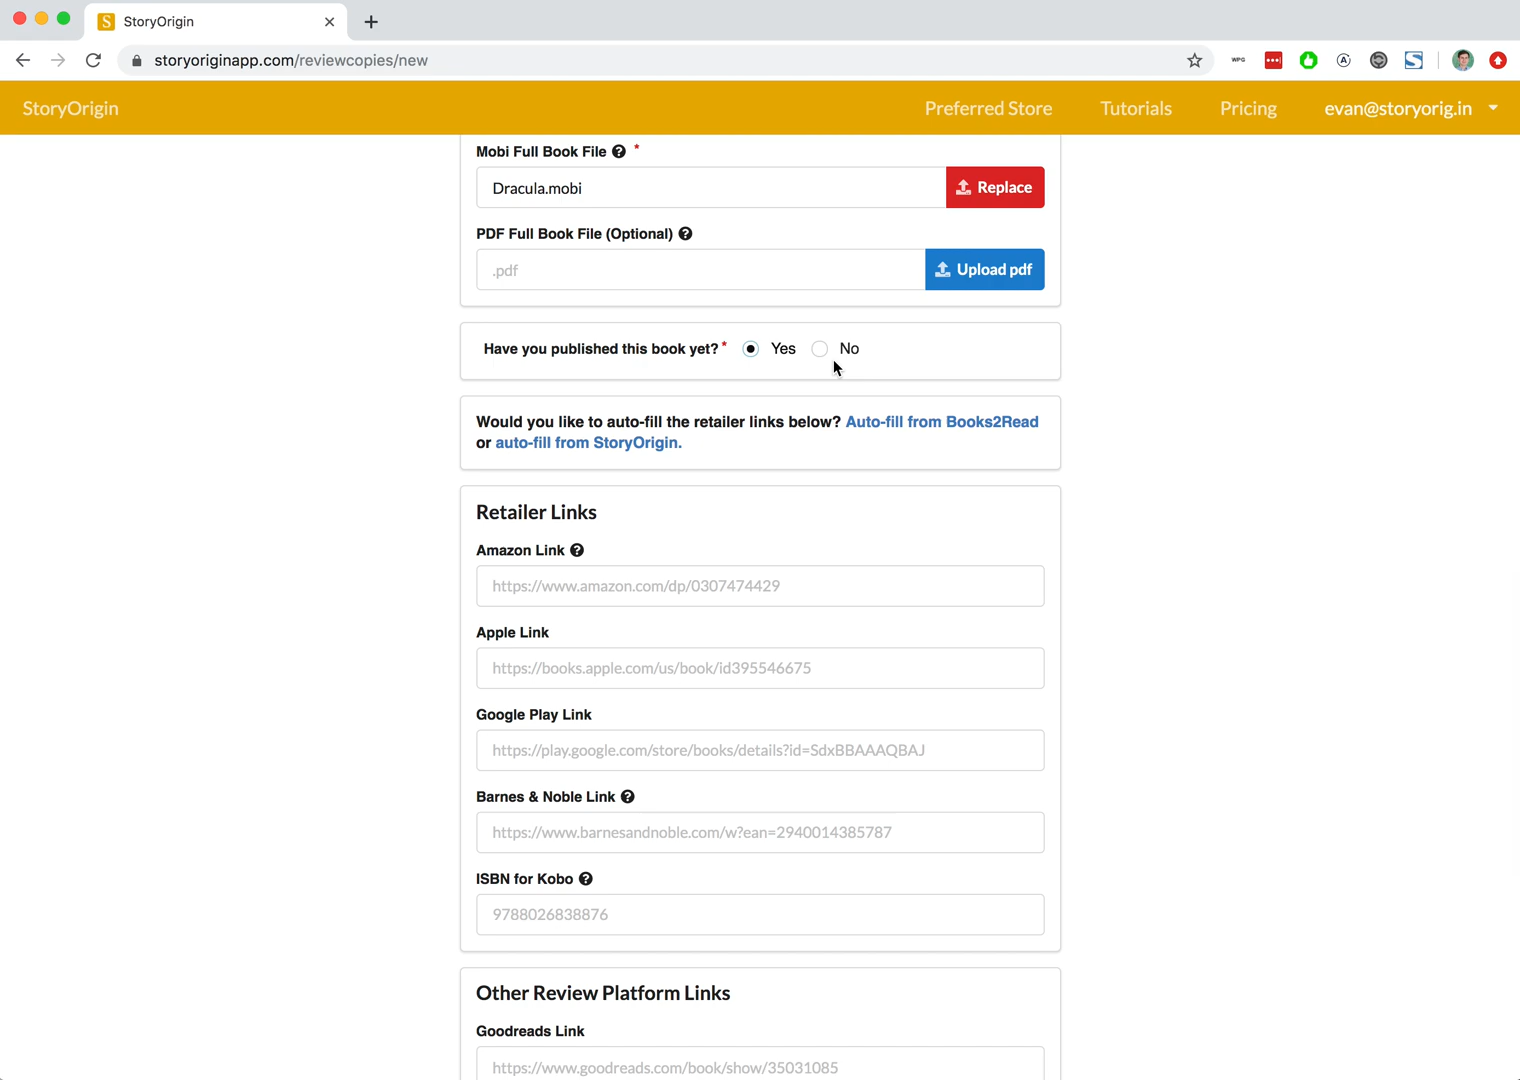 StoryOrigin
storyoriginapp.com/reviewcopies/new
WPG
StoryOrigin
Preferred Store
Tutorials
Pricing
evan@storyorig.in
Mobi Full Book File *
Dracula.mobi
Replace
PDF Full Book File (Optional)
.pdf
Upload pdf
Have you published this book yet?* Yes No
Would you like to auto-fill the retailer links below? Auto-fill from Books2Read
or auto-fill from StoryOrigin.
Retailer Links
Amazon Link
https://www.amazon.com/dp/0307474429
Apple Link
https://books.apple.com/us/book/id395546675
Google Play Link
https://play.google.com/store/books/details?id=SdxBBAAAQBAJ
Barnes & Noble Link
https://www.barnesandnoble.com/w?ean=2940014385787
ISBN for Kobo
9788026838876
Other Review Platform Links
Goodreads Link
https://www.goodreads.com/book/show/35031085